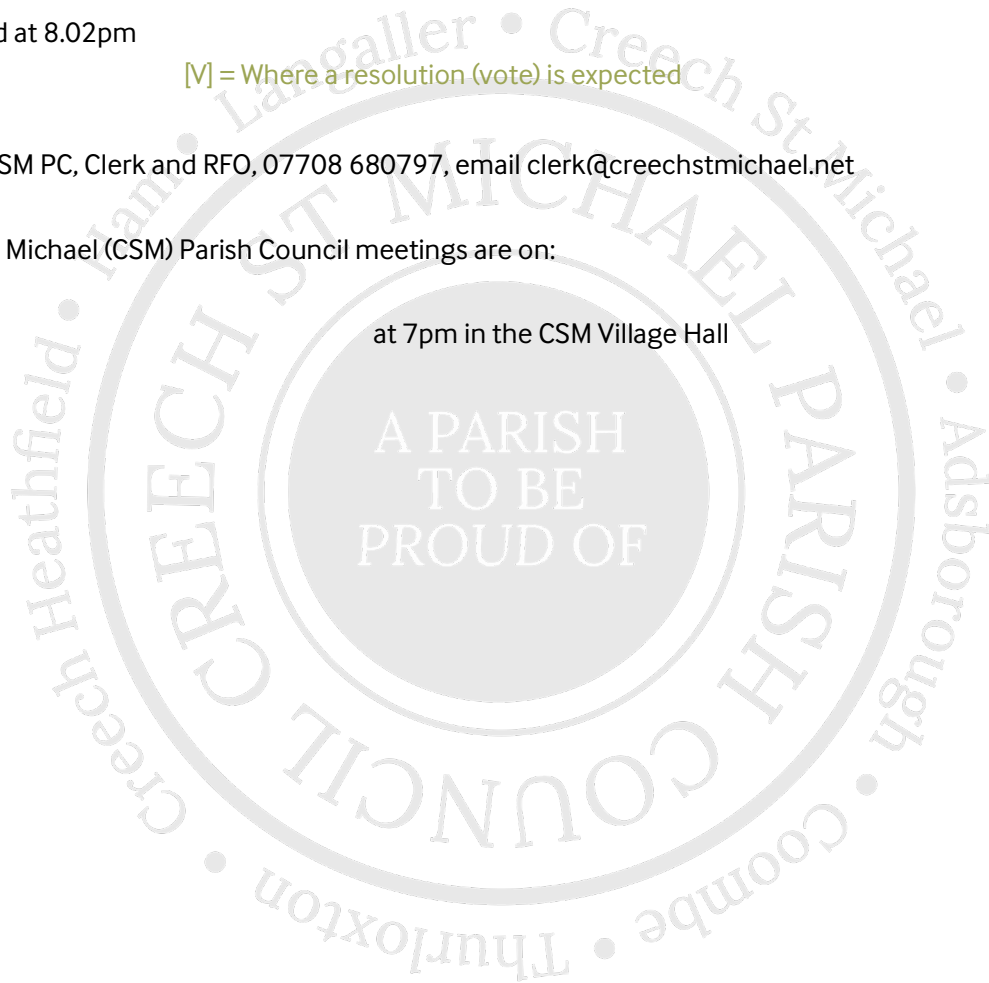 d at 8.02pm
[V] = Where a resolution (vote) is expected
SM PC, Clerk and RFO, 07708 680797, email clerk@creechstmichael.net
Michael (CSM) Parish Council meetings are on:
at 7pm in the CSM Village Hall
Creech Heathfield • Ham • Langaller • Creech St Michael • Adsborough • Coombe • Thurloxton •
CREECH ST MICHAEL PARISH COUNCIL
A PARISH
TO BE
PROUD OF